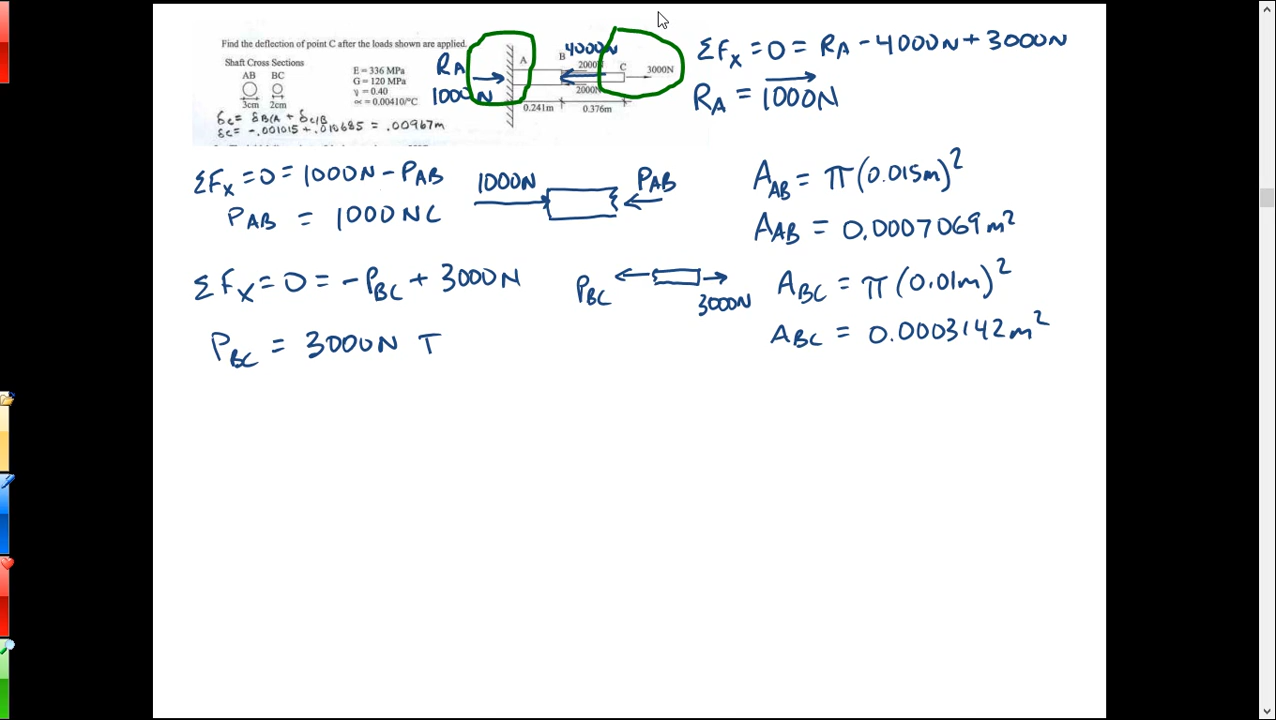 Find the deflection of point C after the loads shown are applied.
Shaft Cross Sections
AB BC
3cm 2cm
E = 336 MPa
G = 120 MPa
γ = 0.40
∝ = 0.00410/°C
δC = δB/A + δC/B
δC = -.001015 + .010685 = .00967m
RA
1000N
A
B
4000N
2000N
2000N
C
3000N
0.241m
0.376m
ΣFx = 0 = RA - 4000N + 3000N
RA = 1000N
ΣFx = 0 = 1000N - PAB
PAB = 1000N C
1000N
PAB
AAB = π(0.015m)²
AAB = 0.0007069m²
ΣFx = 0 = -PBC + 3000N
PBC = 3000N T
PBC
3000N
ABC = π(0.01m)²
ABC = 0.0003142m²